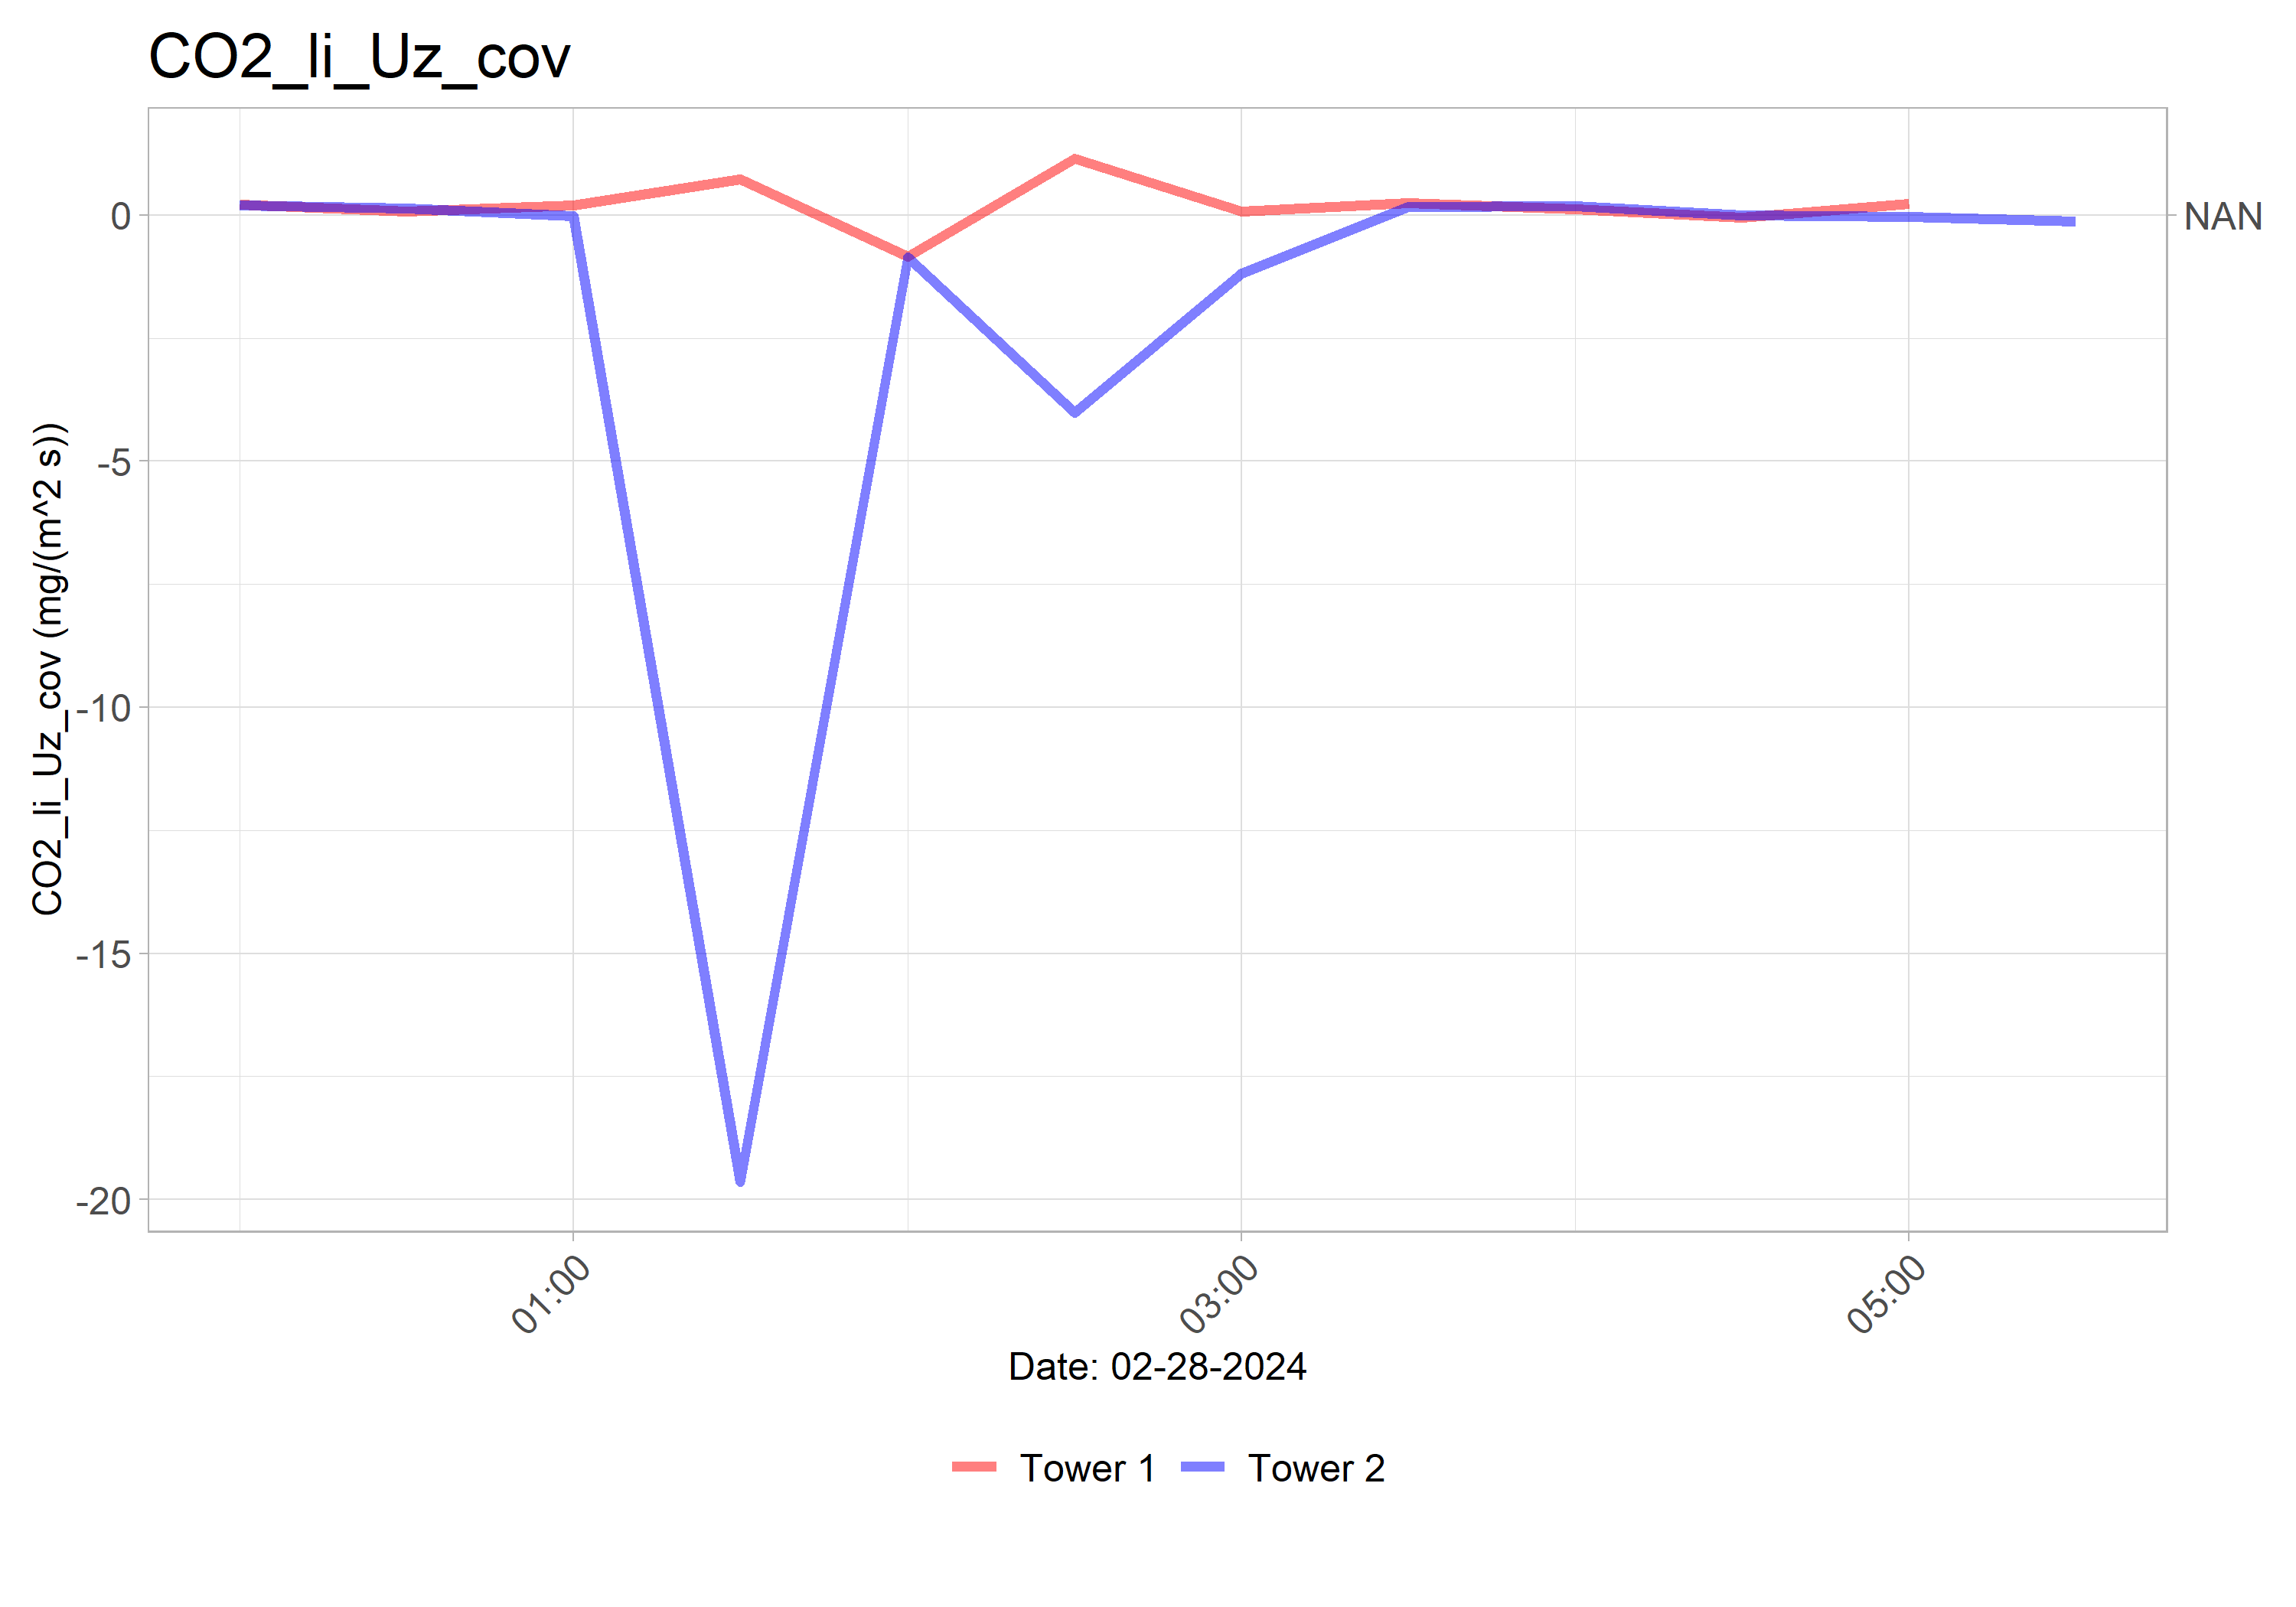 CO2_li_Uz_cov
CO2_li_Uz_cov (mg/(m^2 s))
0
-5
-10
-15
-20
NAN
01:00
03:00
05:00
Date: 02-28-2024
Tower 1
Tower 2